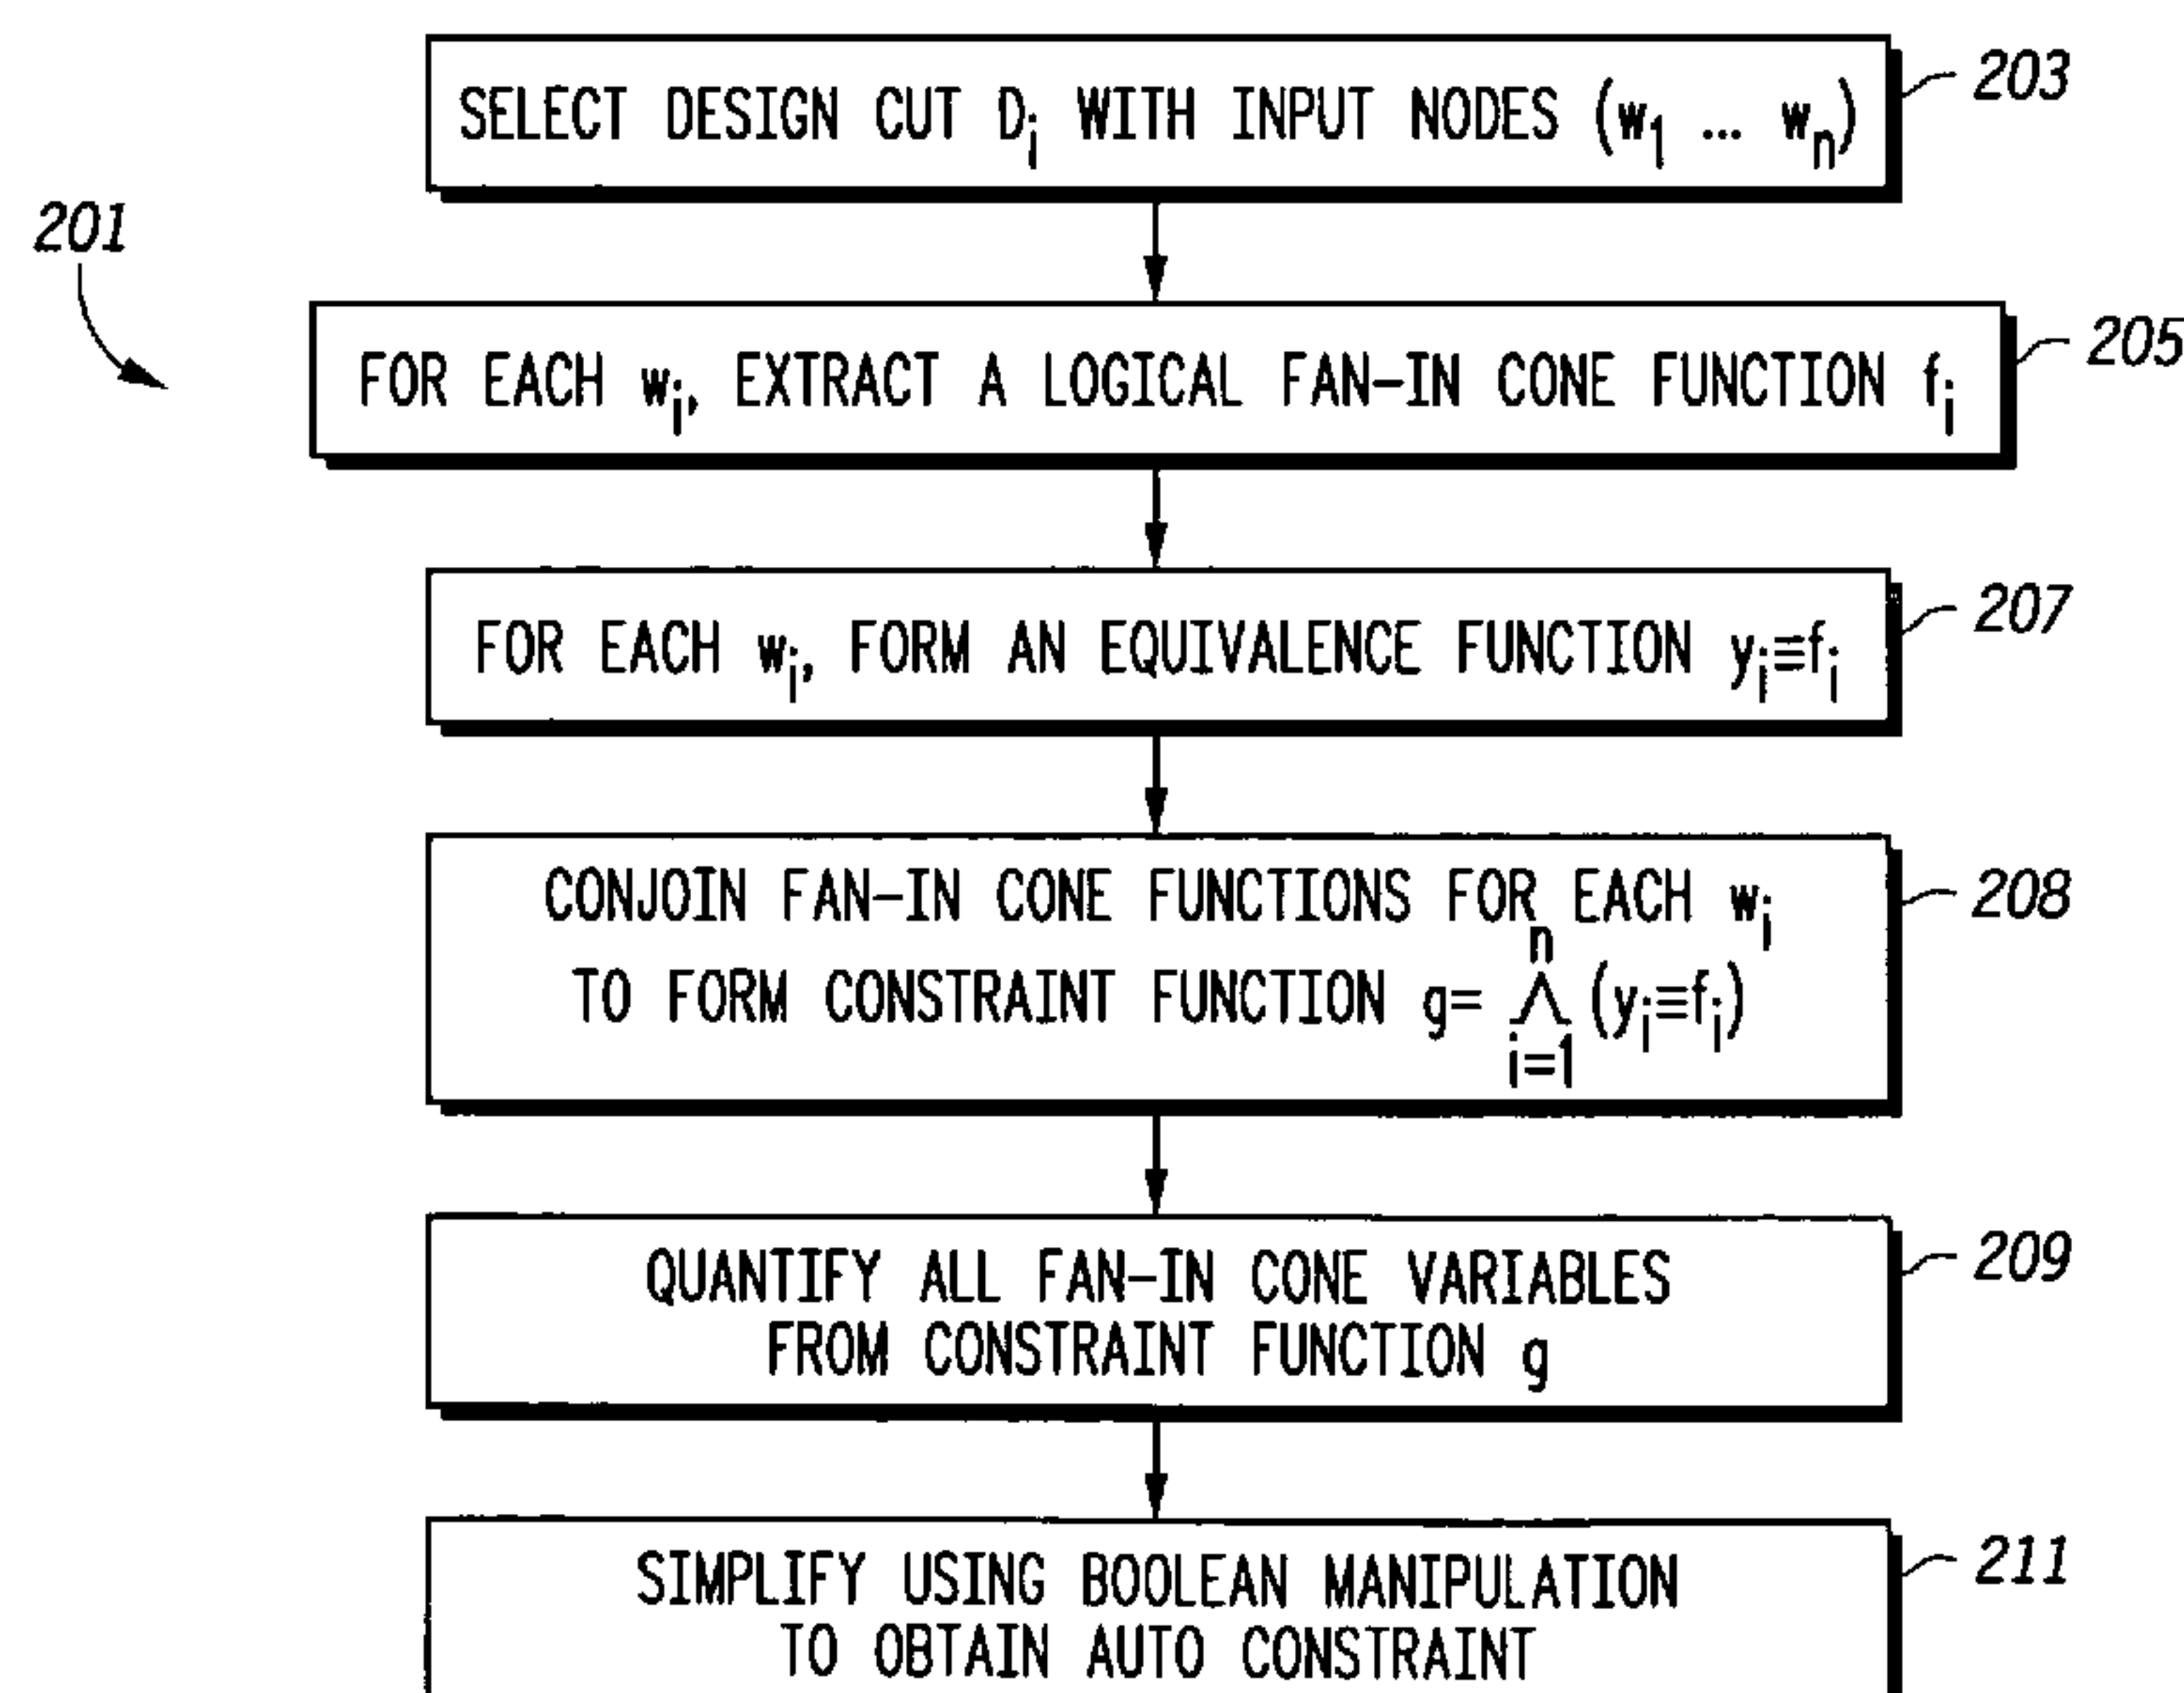 SELECT DESIGN CUT Di WITH INPUT NODES (w1 ... wn)
203
201
FOR EACH wi, EXTRACT A LOGICAL FAN-IN CONE FUNCTION fi
205
FOR EACH wi, FORM AN EQUIVALENCE FUNCTION yi≡fi
207
CONJOIN FAN-IN CONE FUNCTIONS FOR EACH wi
208
n
TO FORM CONSTRAINT FUNCTION g= ∧ (yi≡fi)
i=1
QUANTIFY ALL FAN-IN CONE VARIABLES
209
FROM CONSTRAINT FUNCTION g
SIMPLIFY USING BOOLEAN MANIPULATION
211
TO OBTAIN AUTO CONSTRAINT